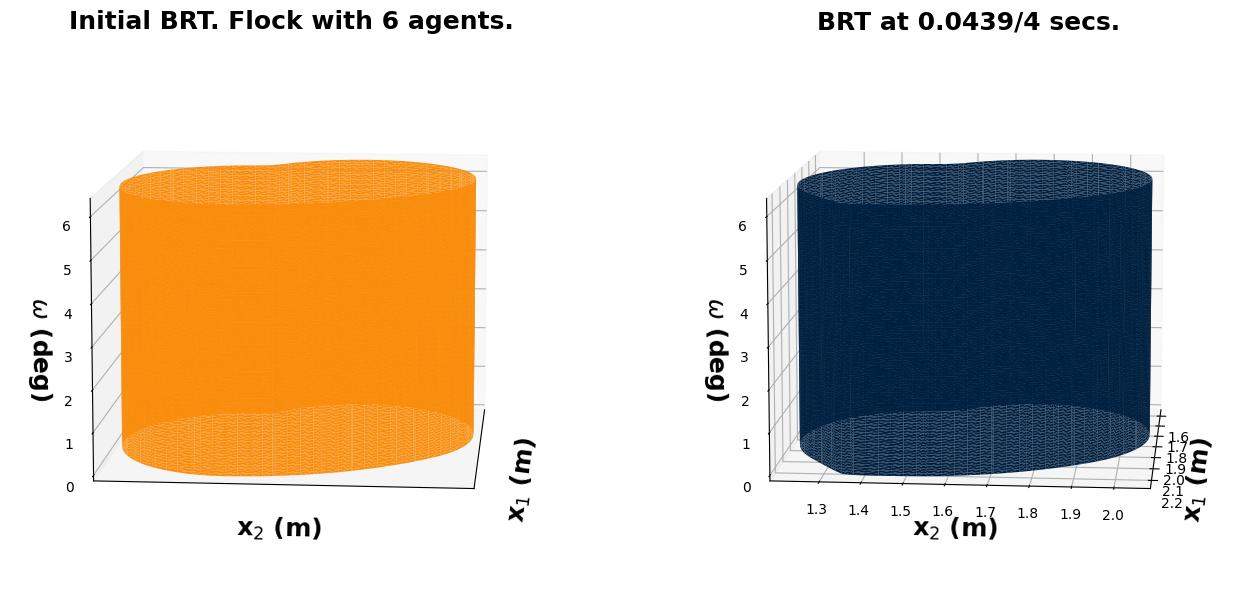 Initial BRT. Flock with 6 agents.
6
5
4
3
2
1
0
ω (deg)
x₂ (m)
x₁ (m)
BRT at 0.0439/4 secs.
6
5
4
3
2
1
0
ω (deg)
1.3 1.4 1.5 1.6 1.7 1.8 1.9 2.0
x₂ (m)
1.6
1.7
1.8
1.9
2.0
2.1
2.2
x₁ (m)